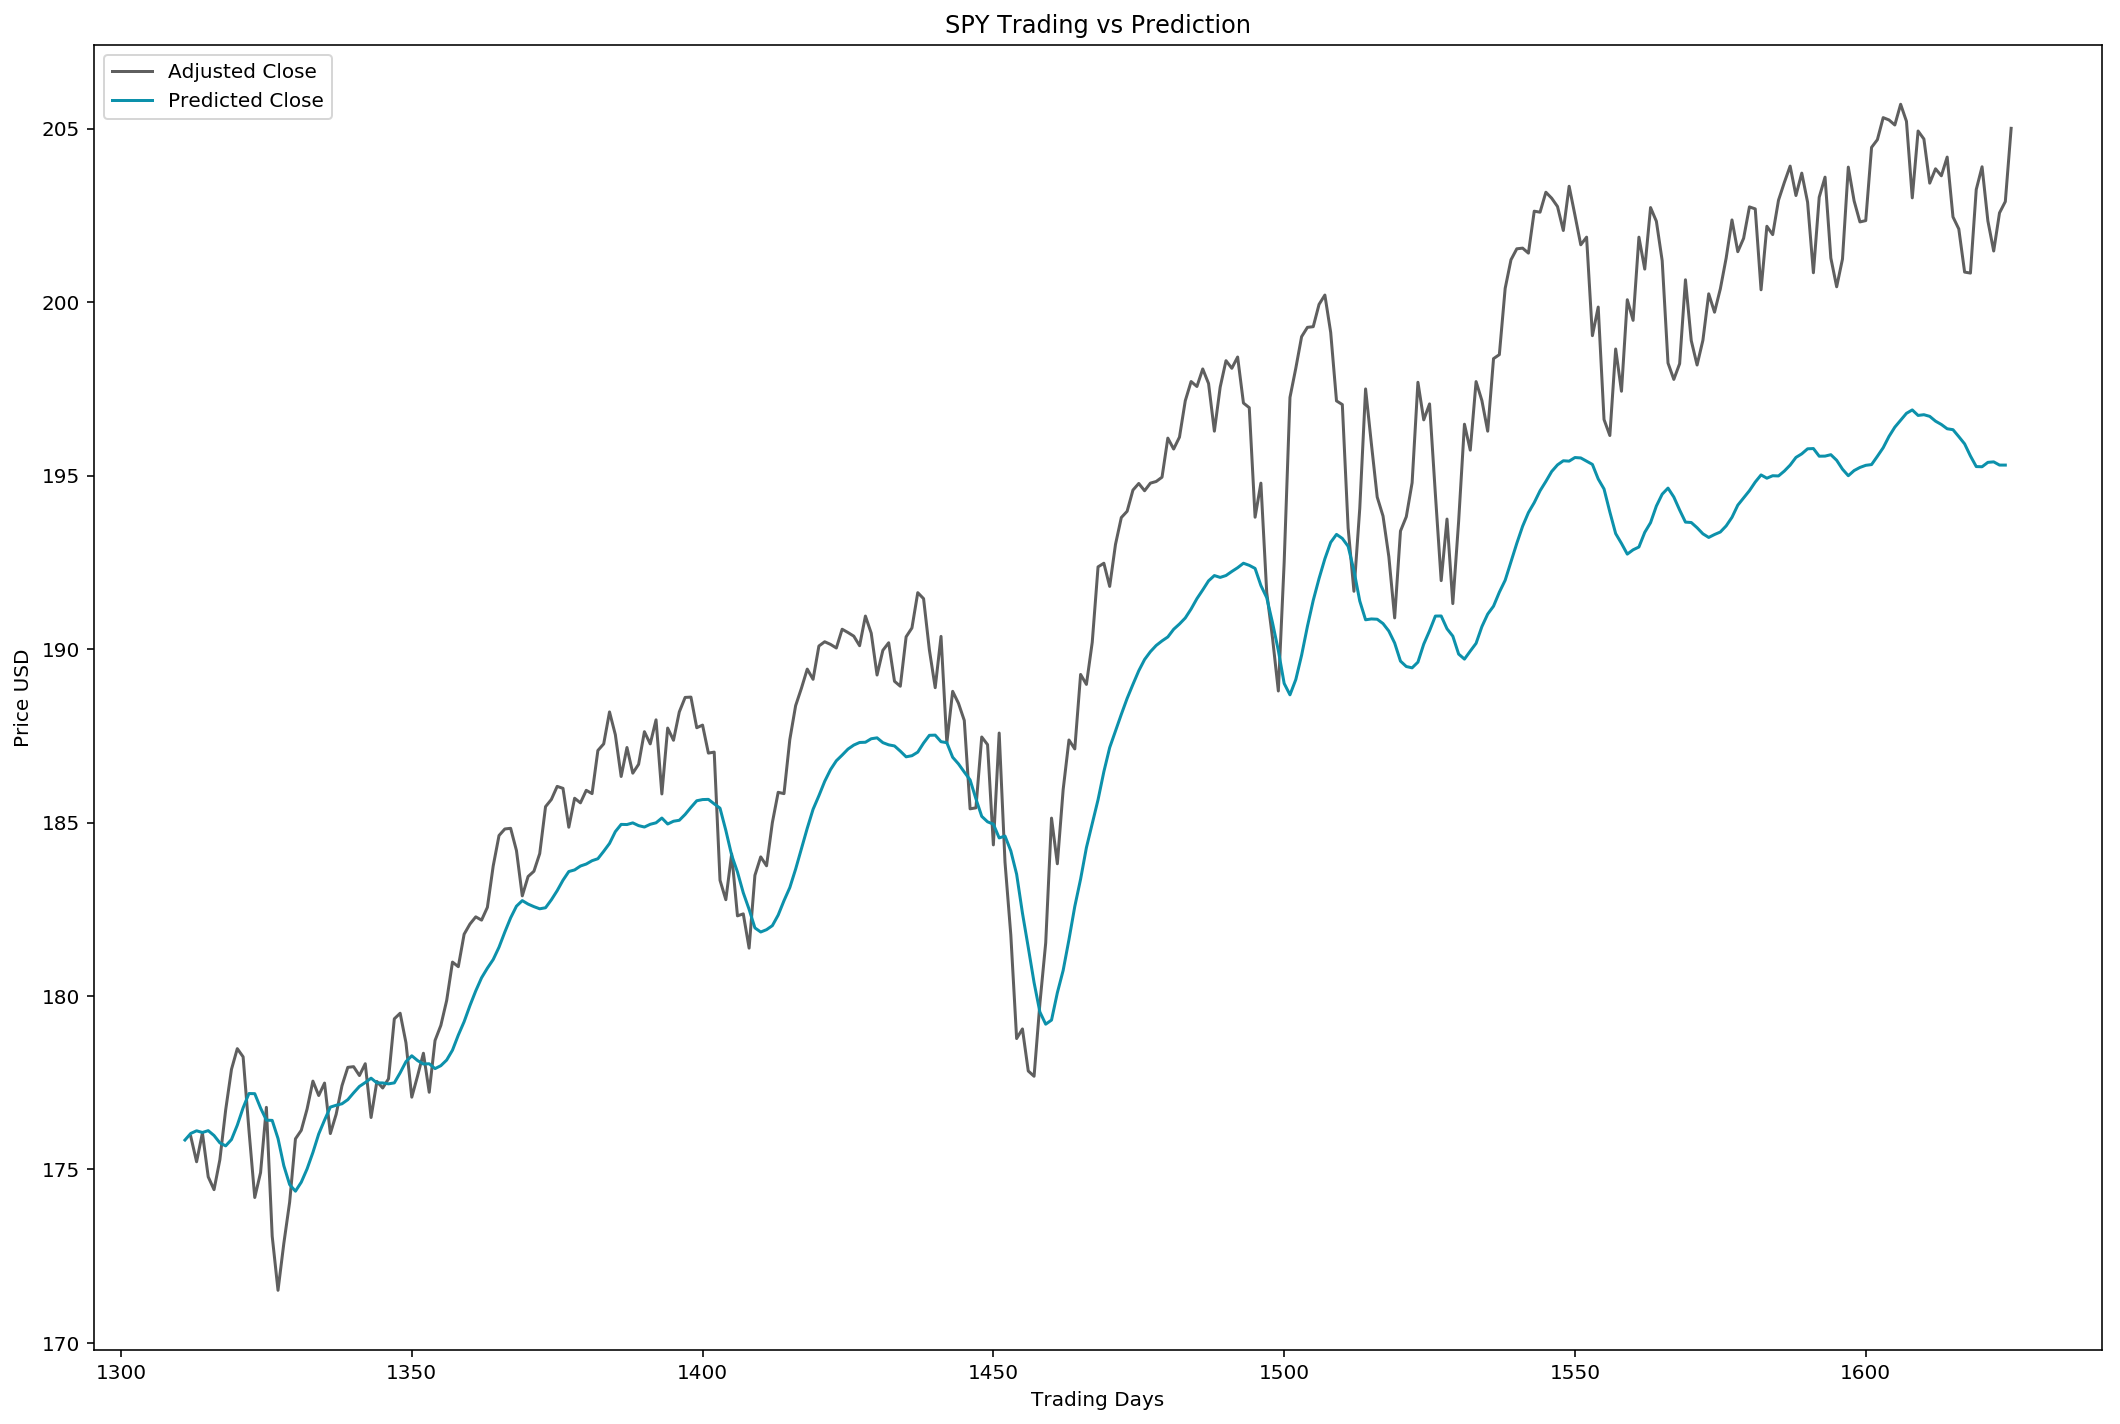 SPY Trading vs Prediction
Adjusted Close
Predicted Close
205
200
195
190
185
180
175
170
Price USD
1300 1350 1400 1450 1500 1550 1600
Trading Days